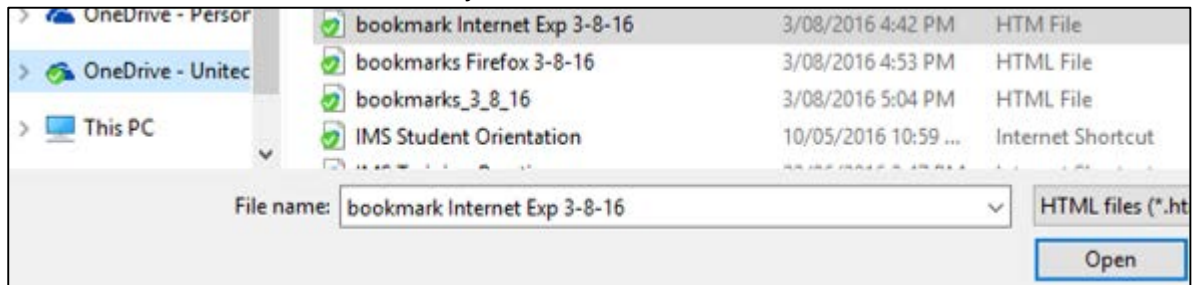 OneDrive - Person
bookmark Internet Exp 3-8-16 3/08/2016 4:42 PM HTM File
OneDrive - Unitec
bookmarks Firefox 3-8-16 3/08/2016 4:53 PM HTML File
bookmarks_3_8_16 3/08/2016 5:04 PM HTML File
This PC
IMS Student Orientation 10/05/2016 10:59 ... Internet Shortcut
File name: bookmark Internet Exp 3-8-16 HTML files (*.ht
Open